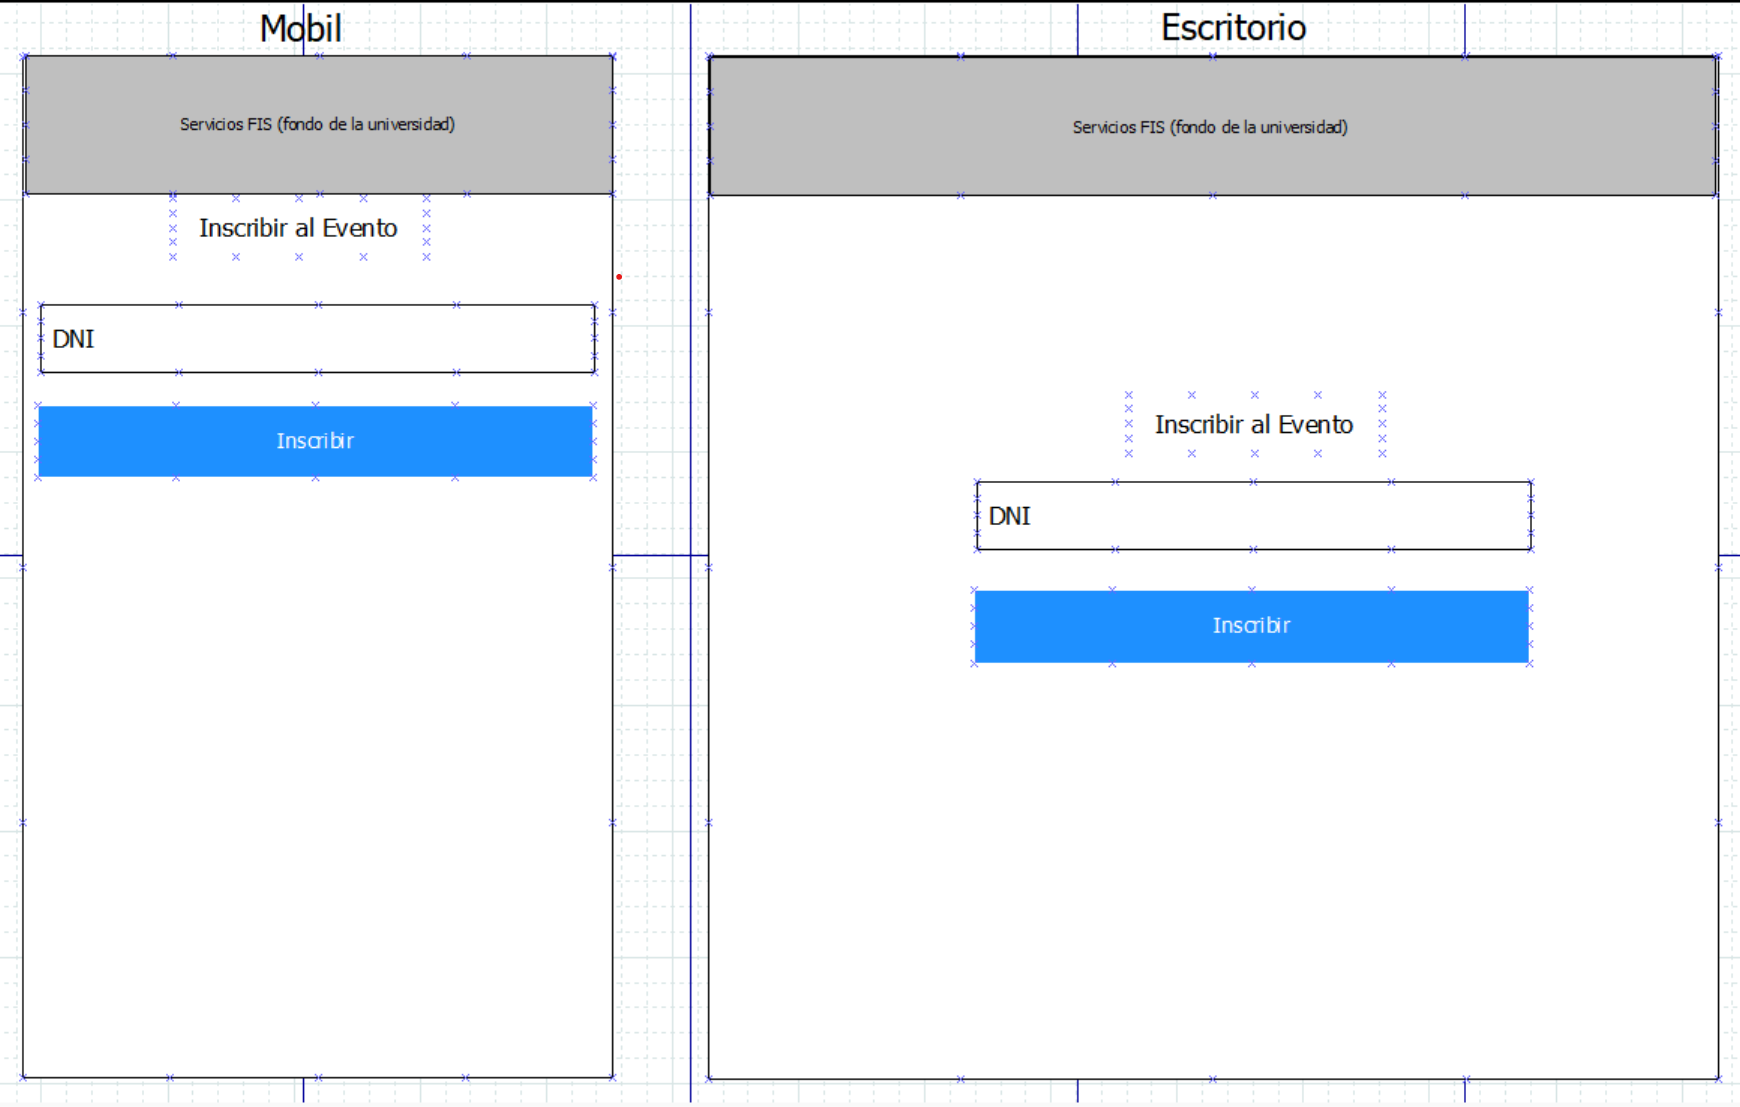 Mobil
Servicios FIS (fondo de la universidad)
Inscribir al Evento
DNI
Inscribir
Escritorio
Servicios FIS (fondo de la universidad)
Inscribir al Evento
DNI
Inscribir